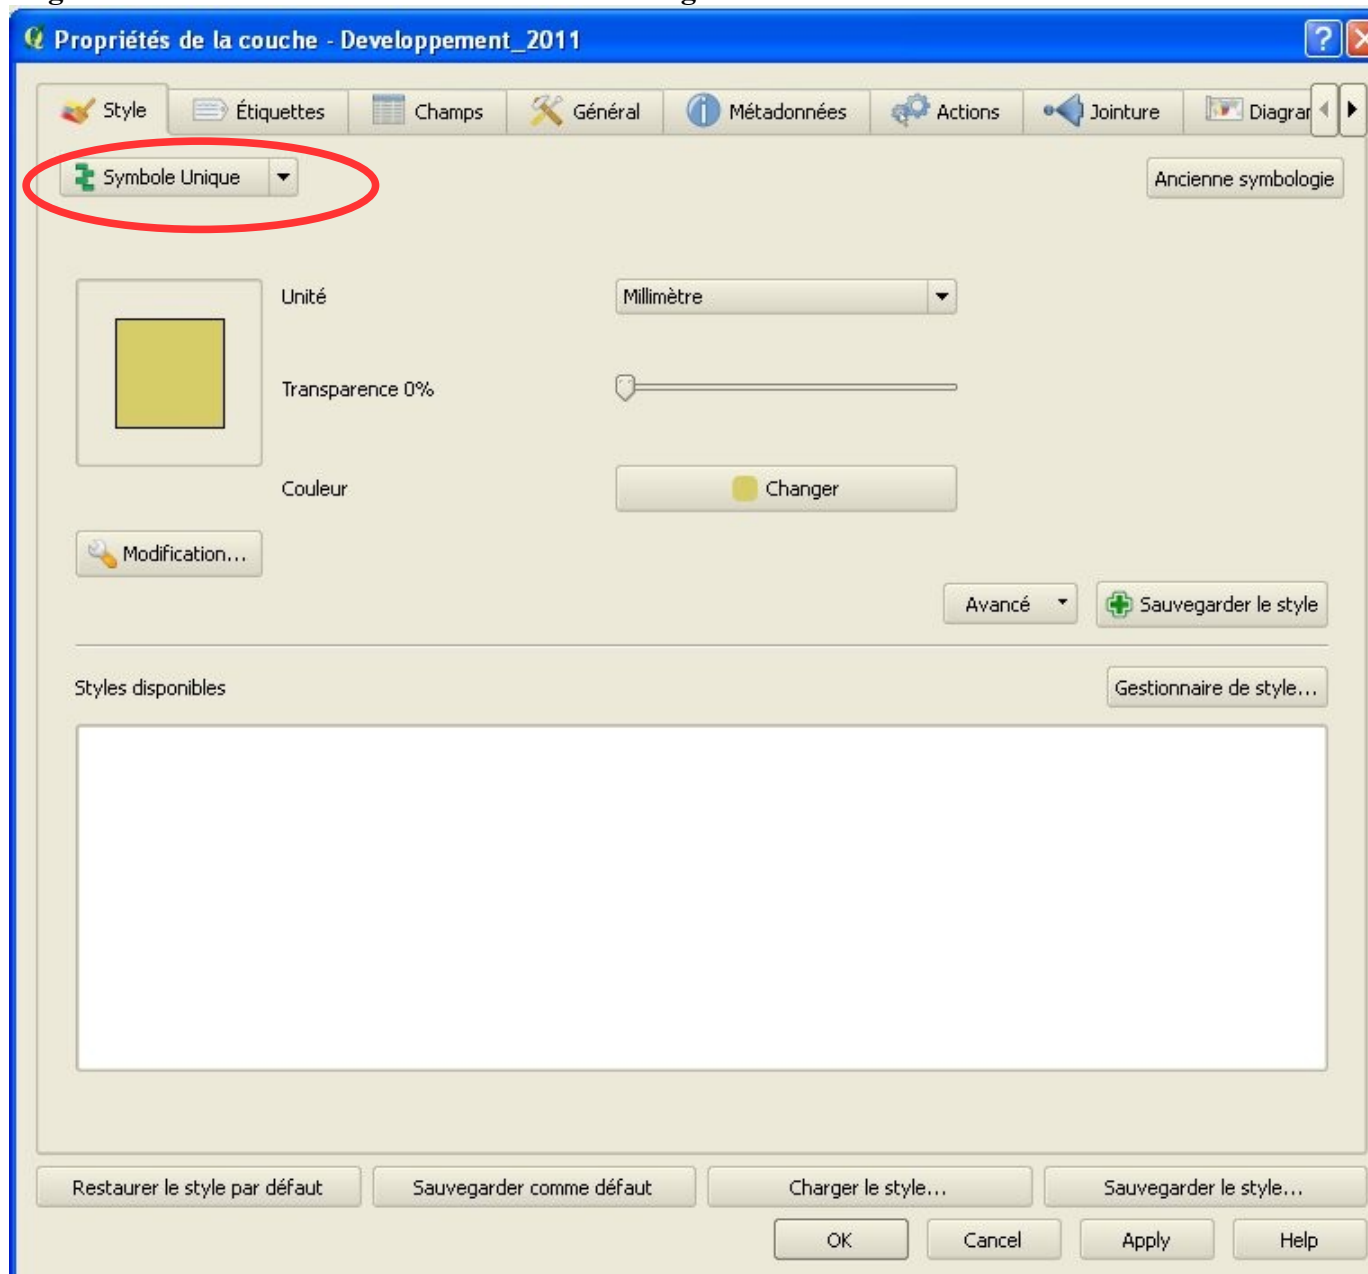 Propriétés de la couche - Developpement_2011
Style Étiquettes Champs Général Métadonnées Actions Jointure Diagrar
Symbole Unique Ancienne symbologie
Unité Millimètre
Transparence 0%
Couleur Changer
Modification...
Avancé Sauvegarder le style
Styles disponibles Gestionnaire de style...
Restaurer le style par défaut Sauvegarder comme défaut Charger le style... Sauvegarder le style...
OK Cancel Apply Help